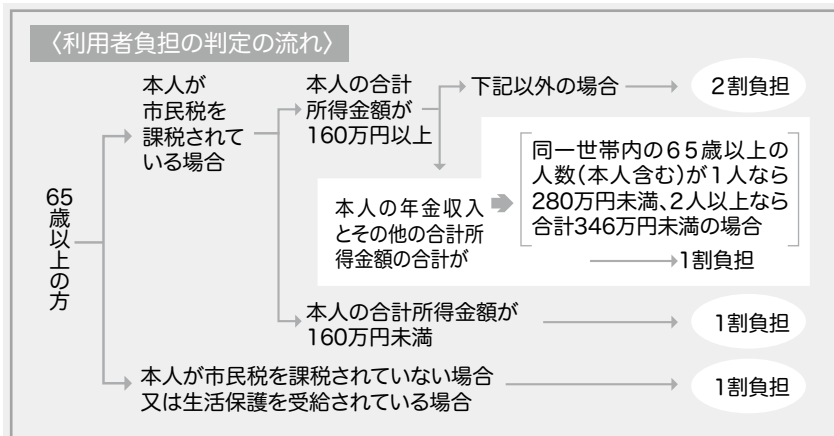 〈利用者負担の判定の流れ〉
65歳以上の方
本人が
市民税を
課税されて
いる場合
本人の合計
所得金額が
160万円以上
下記以外の場合
2割負担
本人の年金収入
とその他の合計所
得金額の合計が
同一世帯内の65歳以上の
人数(本人含む)が1人なら
280万円未満、2人以上なら
合計346万円未満の場合
1割負担
本人の合計所得金額が
160万円未満
1割負担
本人が市民税を課税されていない場合
又は生活保護を受給されている場合
1割負担